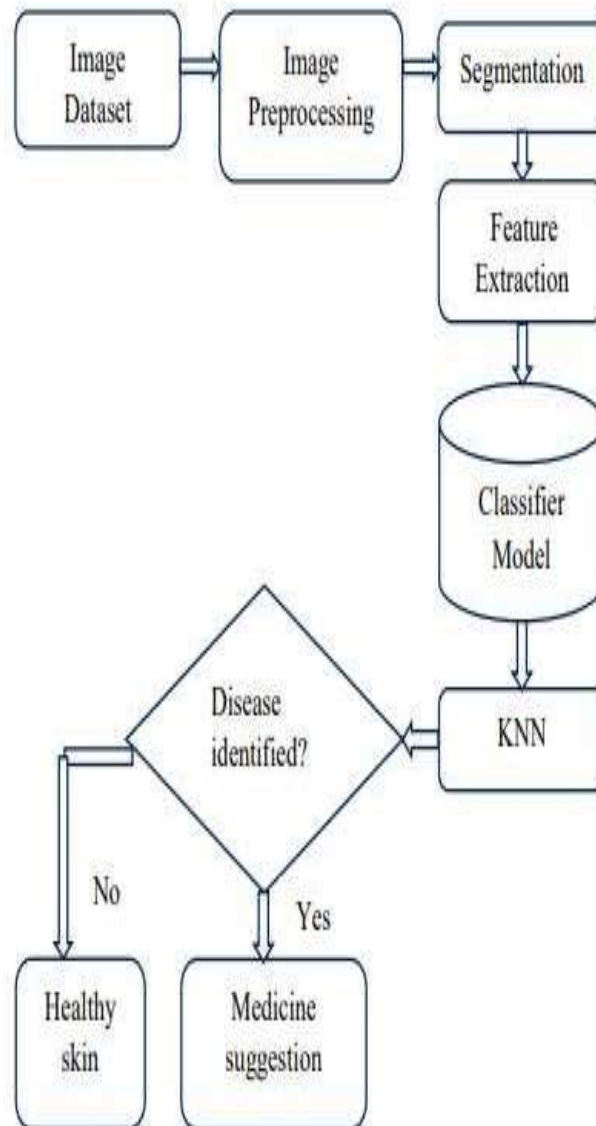 Image
Dataset
Image
Preprocessing
Segmentation
Feature
Extraction
Classifier
Model
KNN
Disease
identified?
No
Yes
Healthy
skin
Medicine
suggestion